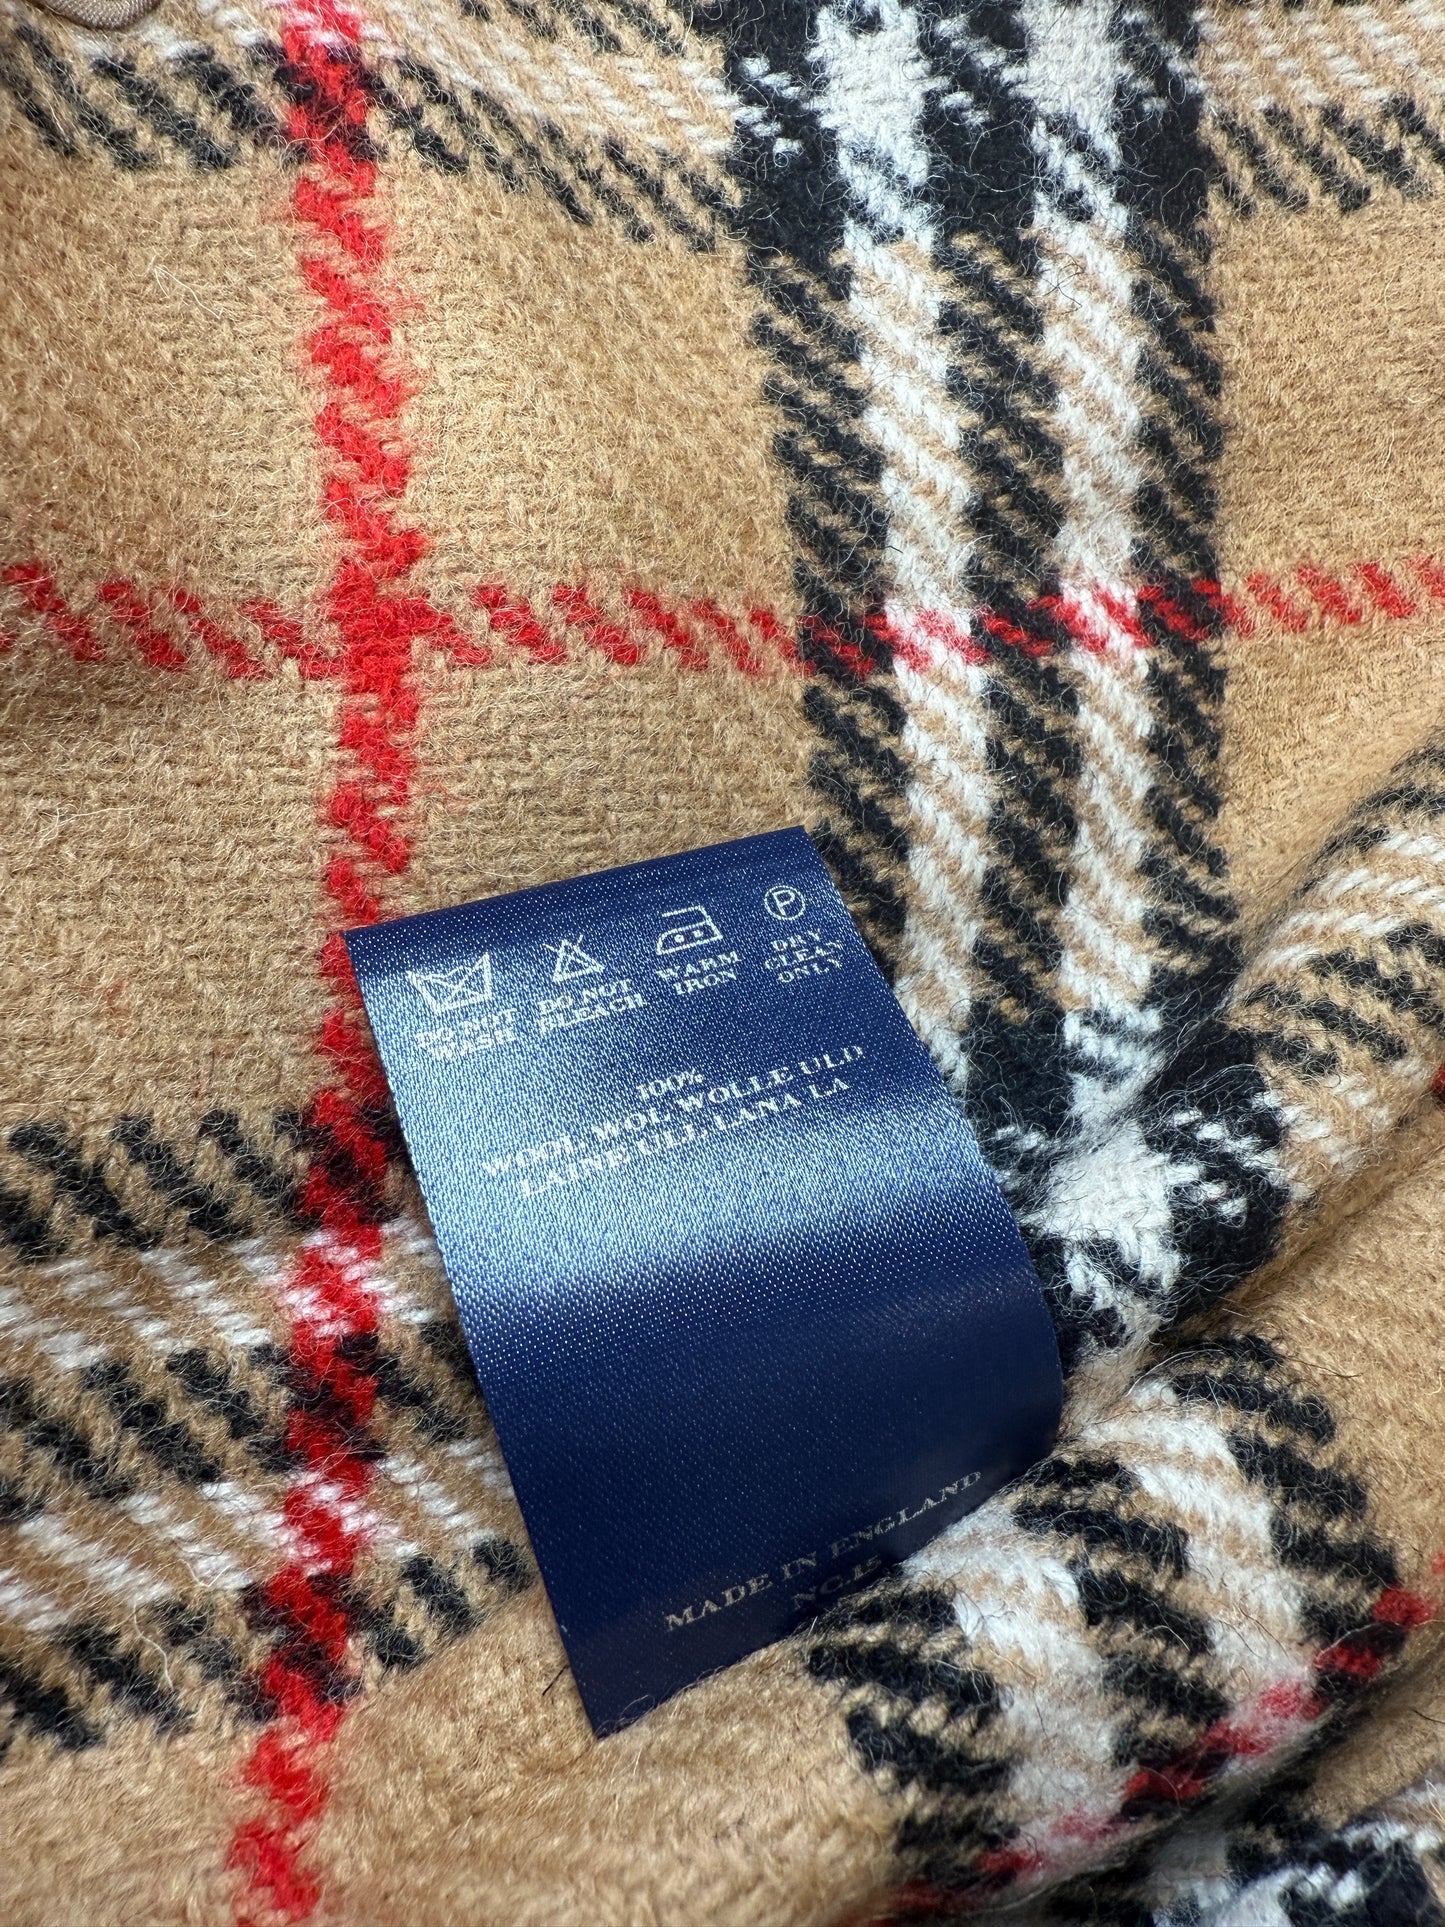 P
DO NOT WASH
DO NOT BLEACH
WARM IRON
DRY CLEAN ONLY
100%
WOOL WOL WOLLE ULD
LAINE ULL LANA LA
MADE IN ENGLAND
NC.15